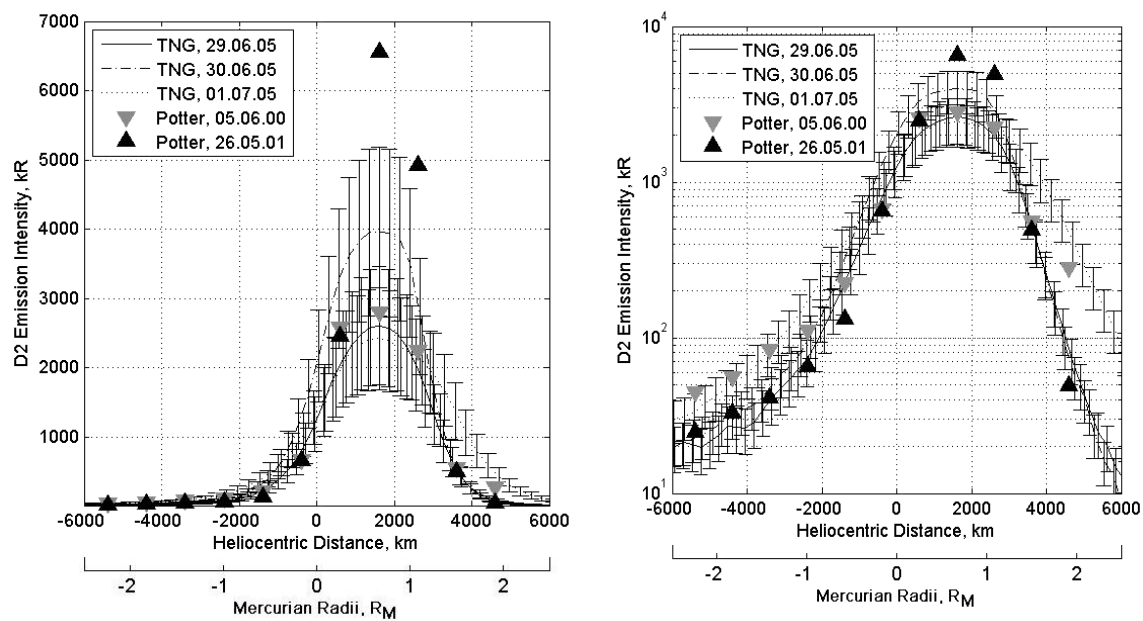 7000
6000
5000
4000
3000
2000
1000
D2 Emission Intensity, kR
TNG, 29.06.05
TNG, 30.06.05
TNG, 01.07.05
Potter, 05.06.00
Potter, 26.05.01
-6000 -4000 -2000 0 2000 4000 6000
Heliocentric Distance, km
-2 -1 0 1 2
Mercurian Radii, R_M
10^4
10^3
10^2
10^1
D2 Emission Intensity, kR
TNG, 29.06.05
TNG, 30.06.05
TNG, 01.07.05
Potter, 05.06.00
Potter, 26.05.01
-6000 -4000 -2000 0 2000 4000 6000
Heliocentric Distance, km
-2 -1 0 1 2
Mercurian Radii, R_M